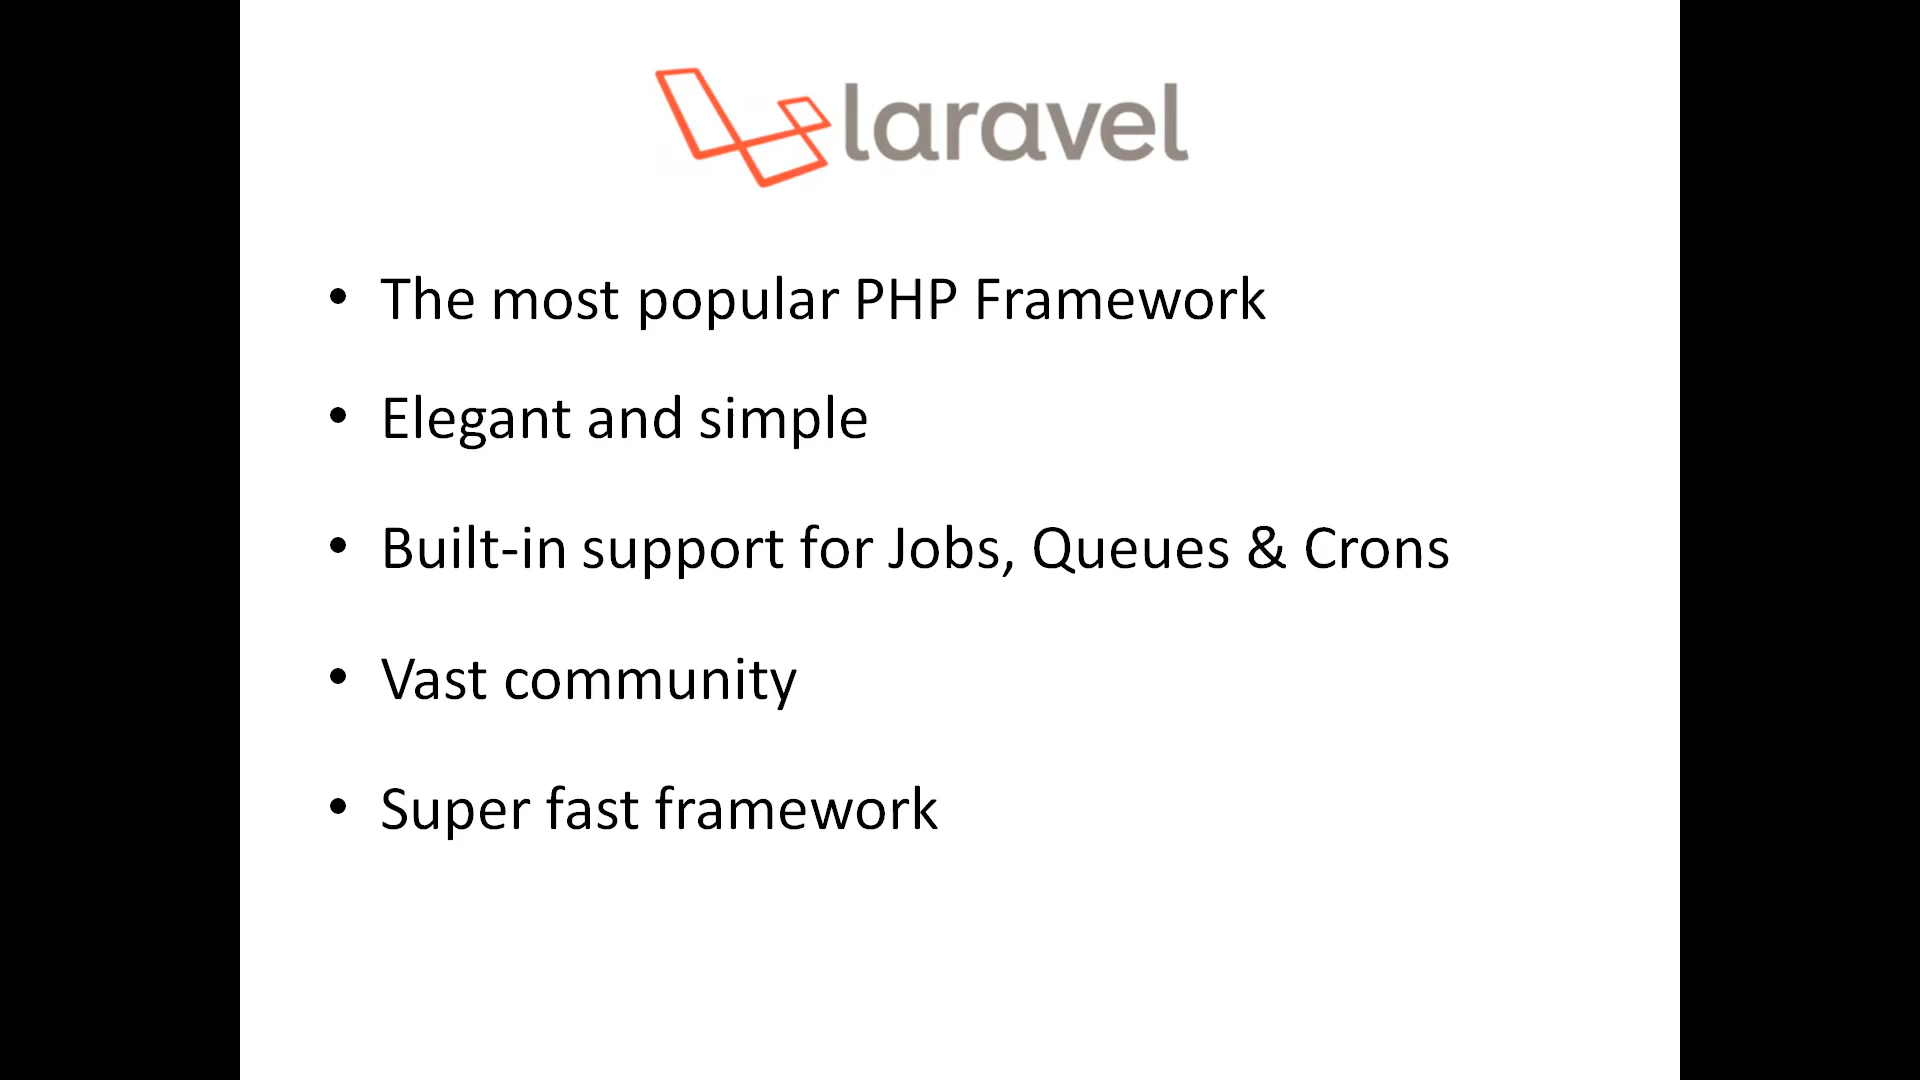 laravel
• The most popular PHP Framework
• Elegant and simple
• Built-in support for Jobs, Queues & Crons
• Vast community
• Super fast framework